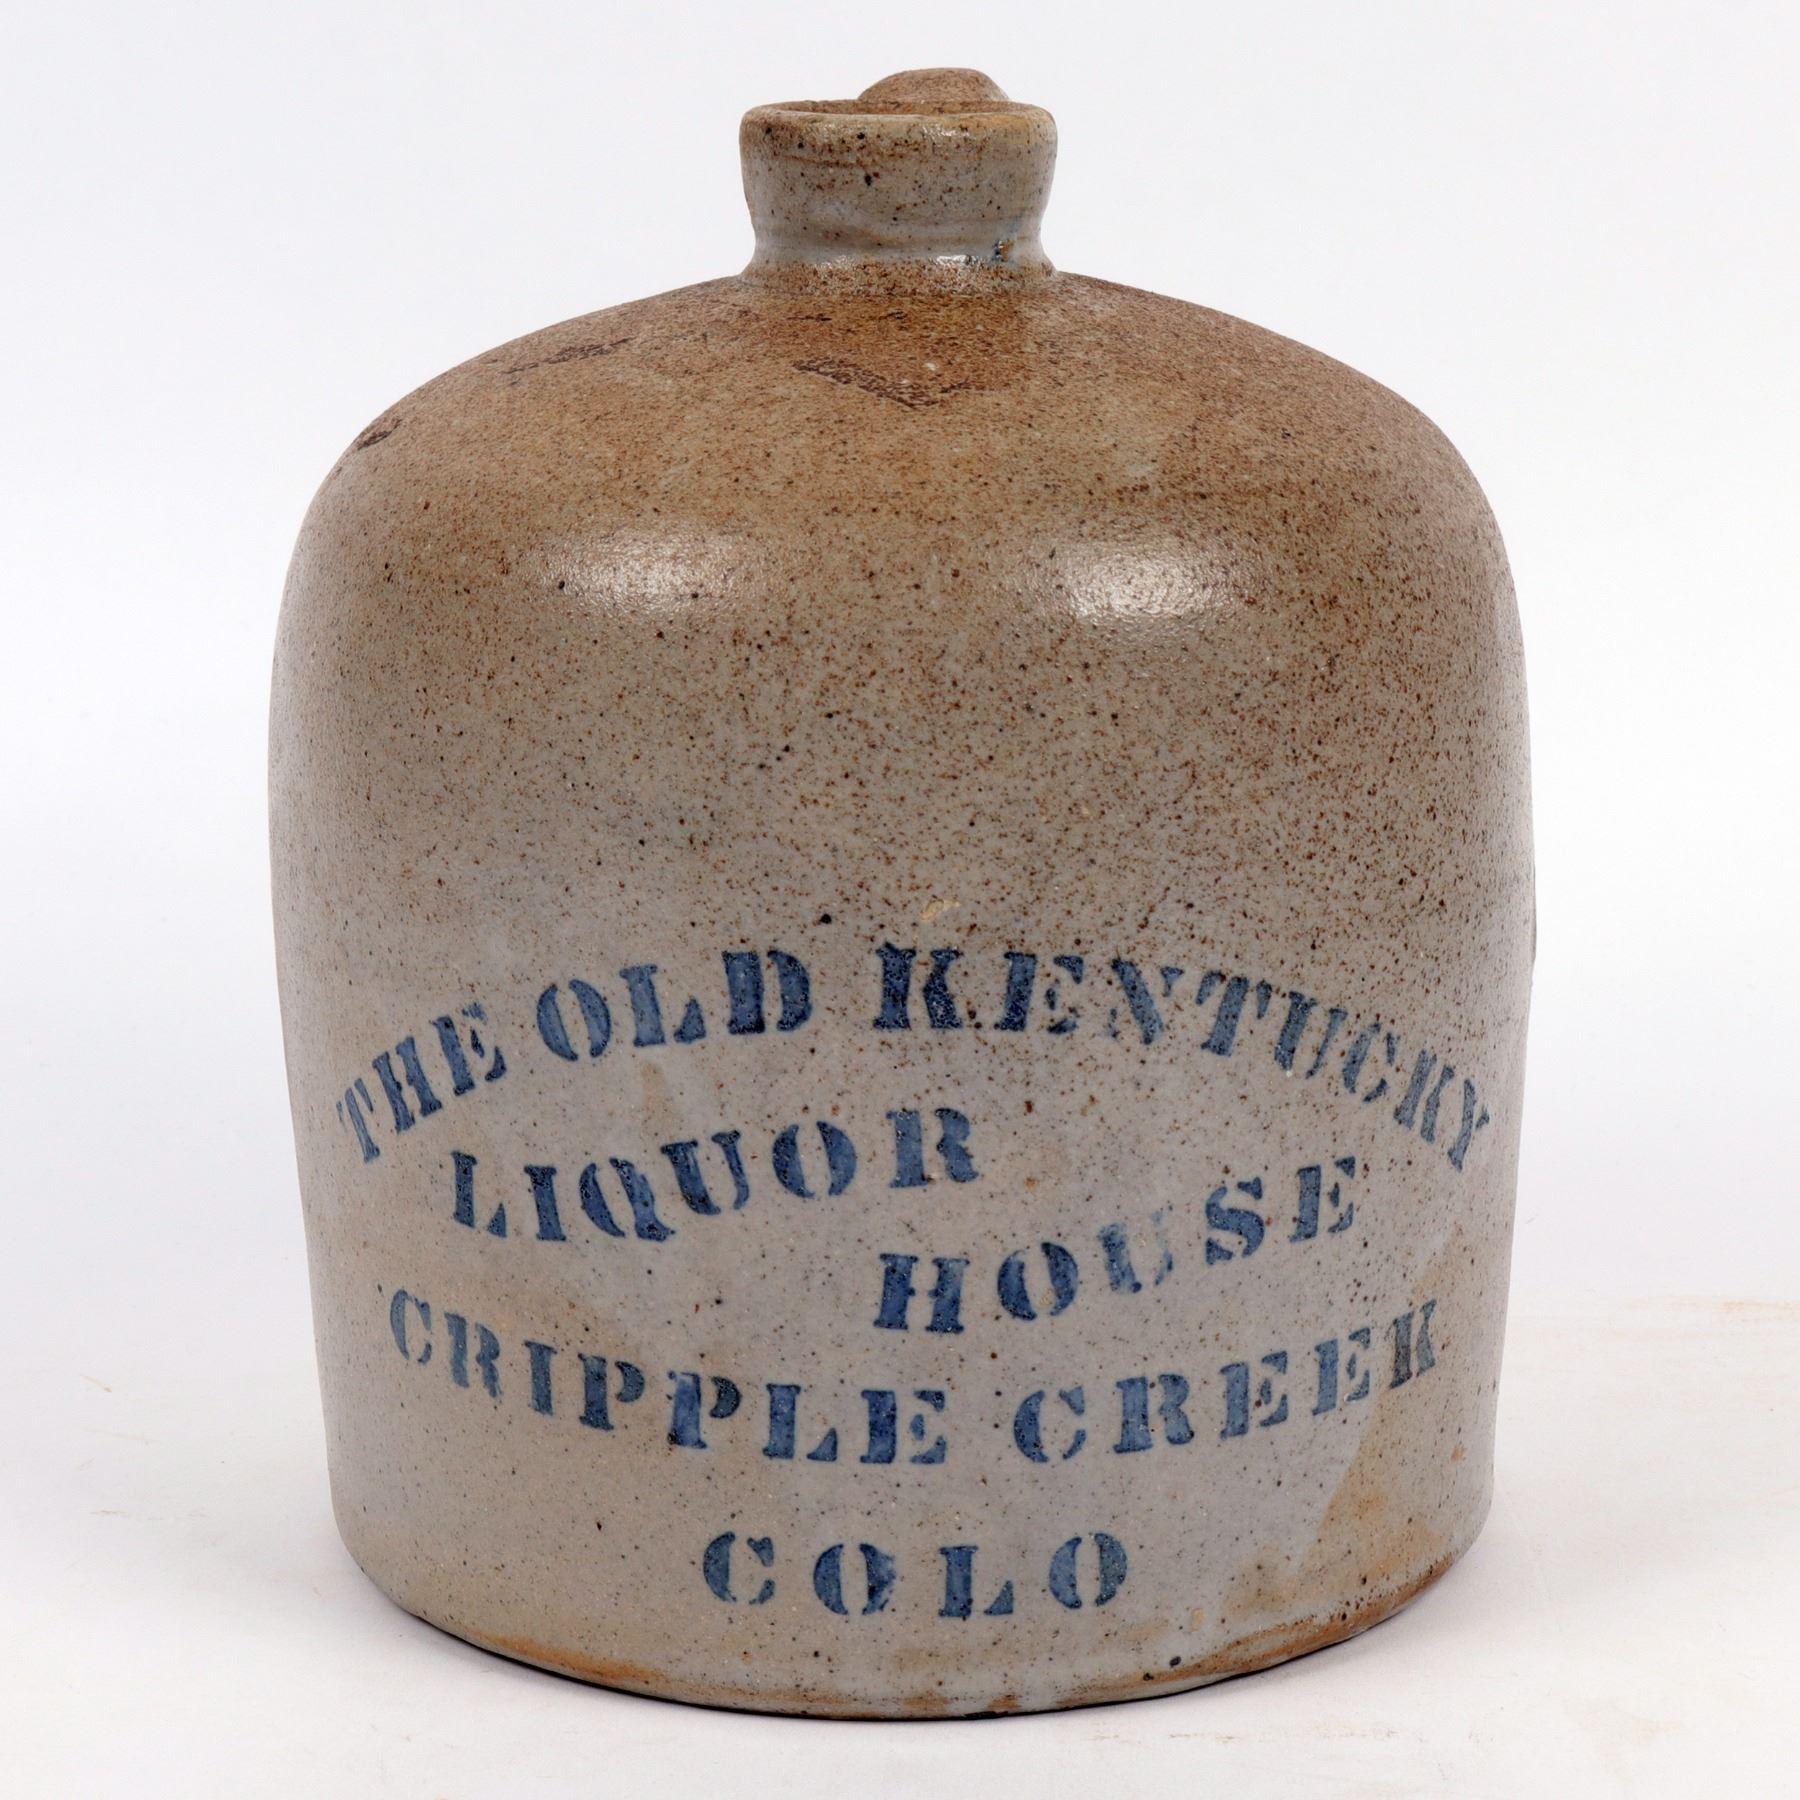 THE OLD KENTUCKY
LIQUOR
HOUSE
CRIPPLE CREEK
COLO